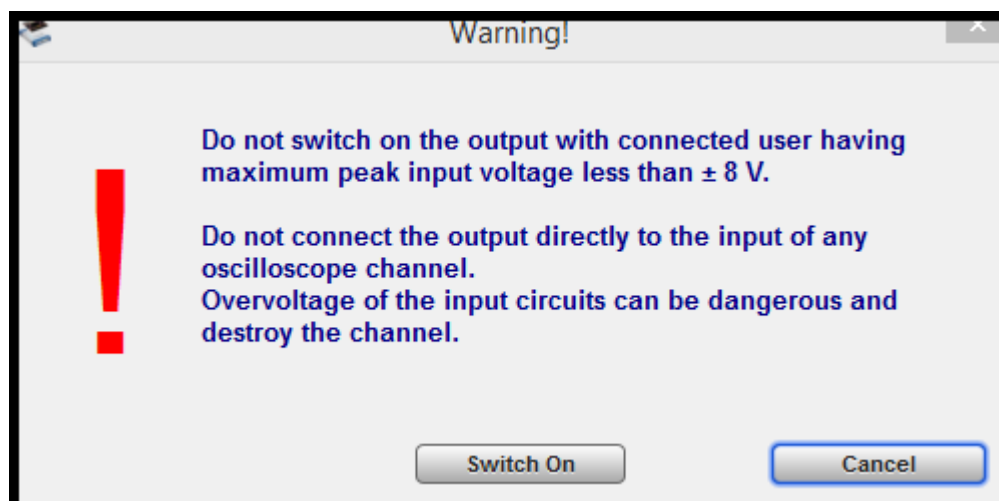 Warning!
Do not switch on the output with connected user having
maximum peak input voltage less than ± 8 V.
Do not connect the output directly to the input of any
oscilloscope channel.
Overvoltage of the input circuits can be dangerous and
destroy the channel.
Switch On
Cancel